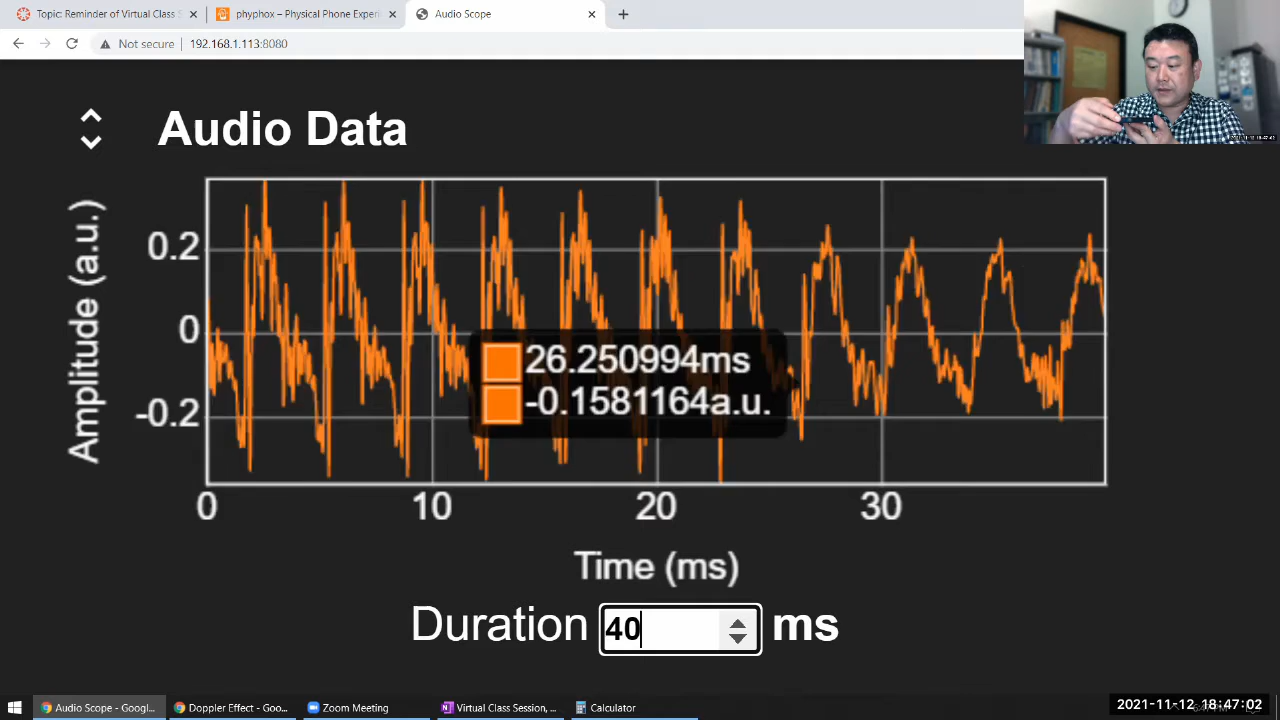 Topic: Reminder of Virtual Class S
phyphox – Physical Phone Experi
Audio Scope
Not secure
192.168.1.113:8080
Audio Data
Amplitude (a.u.)
0.2
0
-0.2
26.250994ms
-0.1581164a.u.
0
10
20
30
Time (ms)
Duration 40 ms
Audio Scope - Googl...
Doppler Effect - Goo...
Zoom Meeting
Virtual Class Session, ...
Calculator
2021-11-12 18:47:02